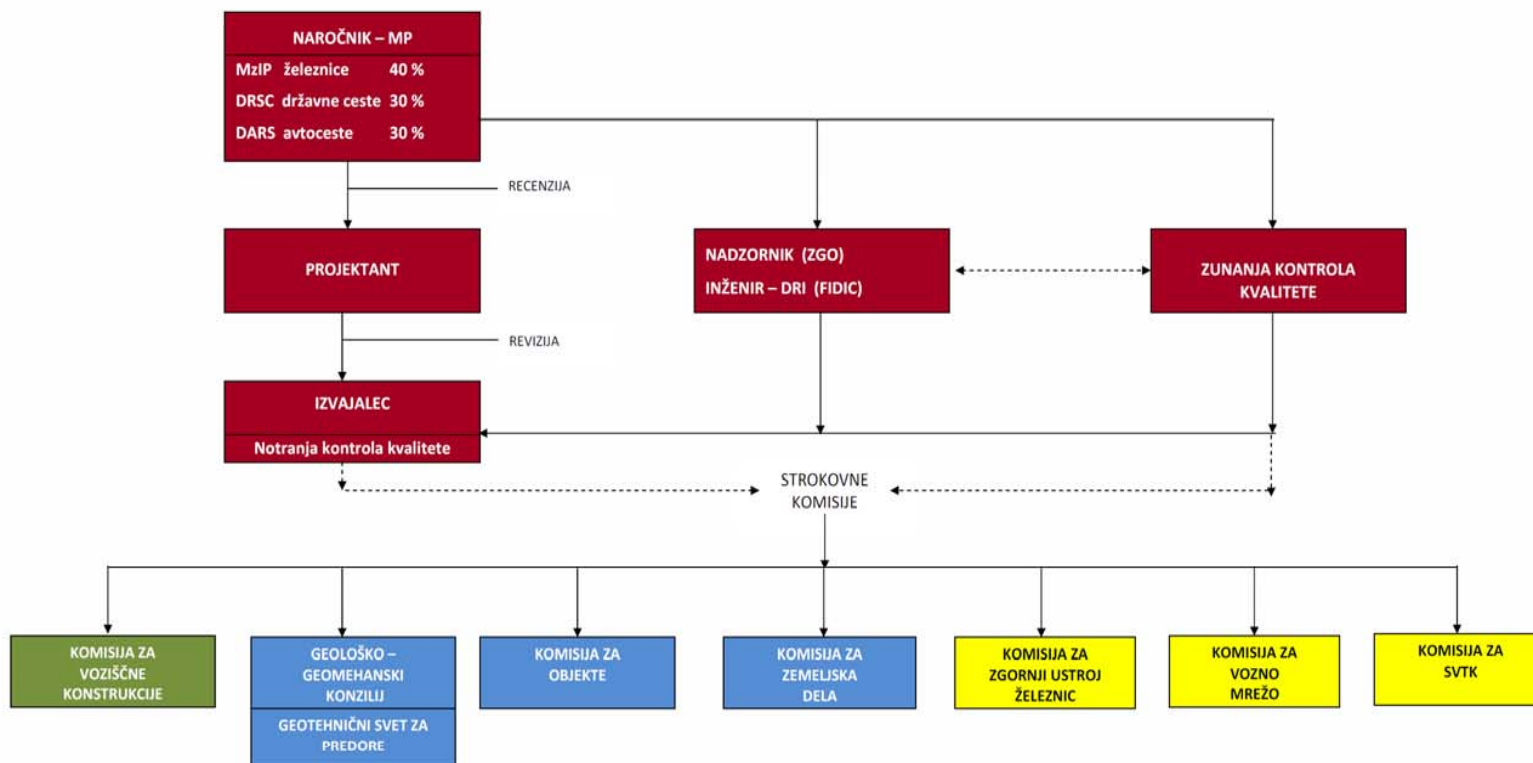 NAROČNIK – MP
MzIP železnice 40 %
DRSC državne ceste 30 %
DARS avtoceste 30 %
RECENZIJA
PROJEKTANT
NADZORNIK (ZGO)
INŽENIR – DRI (FIDIC)
ZUNANJA KONTROLA
KVALITETE
REVIZIJA
IZVAJALEC
Notranja kontrola kvalitete
STROKOVNE
KOMISIJE
KOMISIJA ZA
VOZIŠČNE
KONSTRUKCIJE
GEOLOŠKO –
GEOMEHANSKI
KONZILIJ
GEOTEHNIČNI SVET ZA
PREDORE
KOMISIJA ZA
OBJEKTE
KOMISIJA ZA
ZEMELJSKA
DELA
KOMISIJA ZA
ZGORNJI USTROJ
ŽELEZNIC
KOMISIJA ZA
VOZNO
MREŽO
KOMISIJA ZA
SVTK